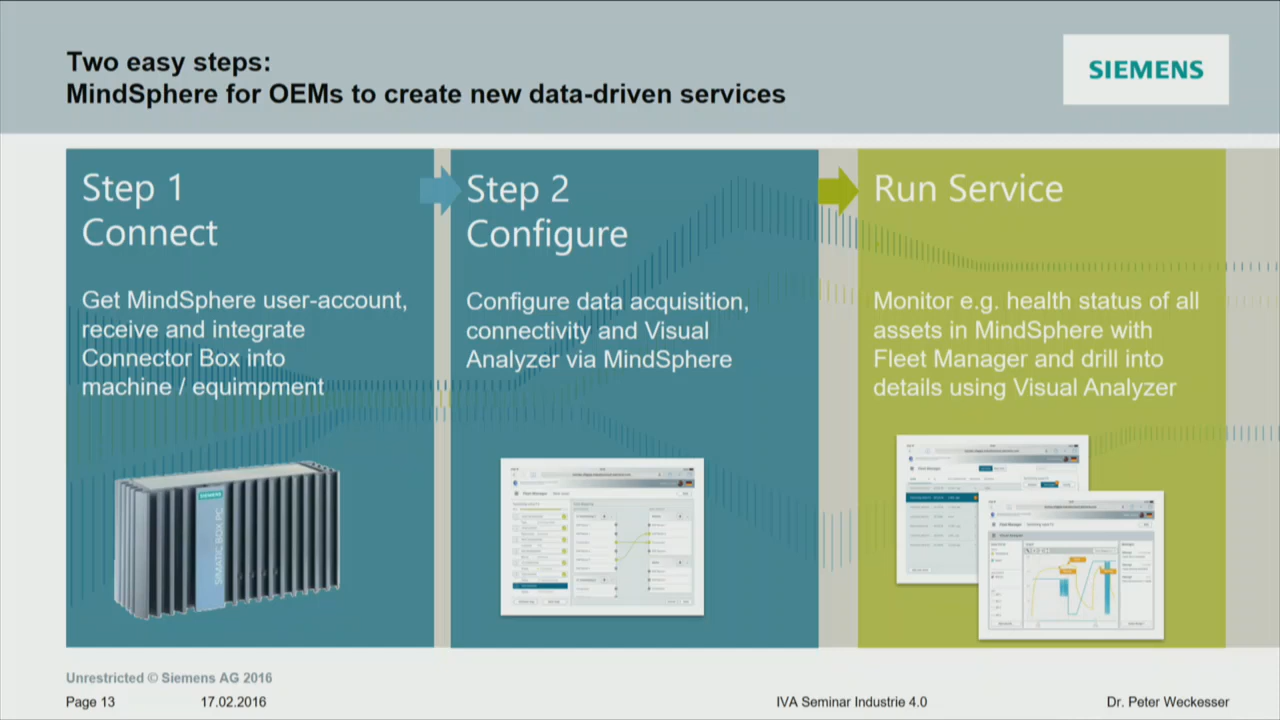 Two easy steps:
MindSphere for OEMs to create new data-driven services
SIEMENS
Step 1
Connect
Get MindSphere user-account,
receive and integrate
Connector Box into
machine / equimpment
SIEMENS
SIMATIC BOX PC
Step 2
Configure
Configure data acquisition,
connectivity and Visual
Analyzer via MindSphere
Fleet Manager
Run Service
Monitor e.g. health status of all
assets in MindSphere with
Fleet Manager and drill into
details using Visual Analyzer
Fleet Manager
Fleet Manager
Visual Analyzer
Unrestricted © Siemens AG 2016
Page 13
17.02.2016
IVA Seminar Industrie 4.0
Dr. Peter Weckesser